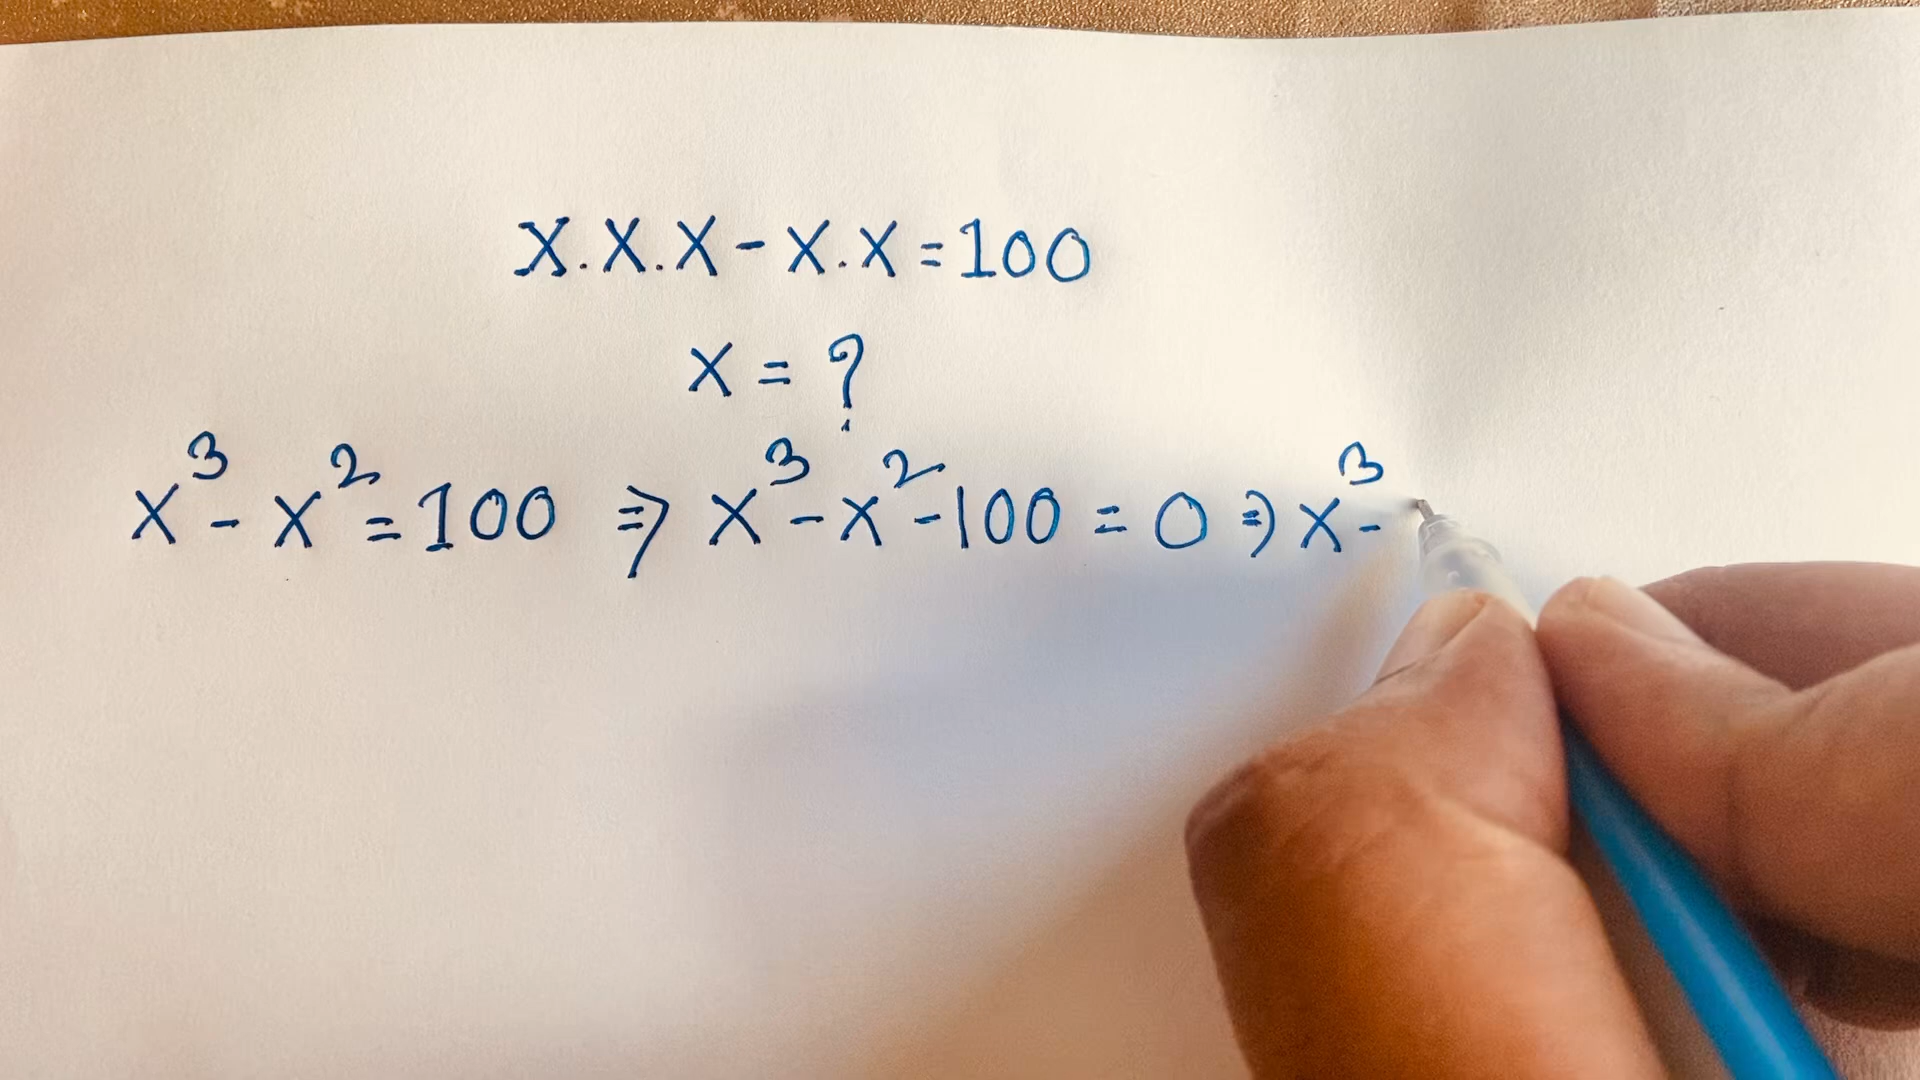 X.X.X-X.X=100
X = ?
X³-X²=100 ⇒ X³-X²-100=0 ⇒ X³-